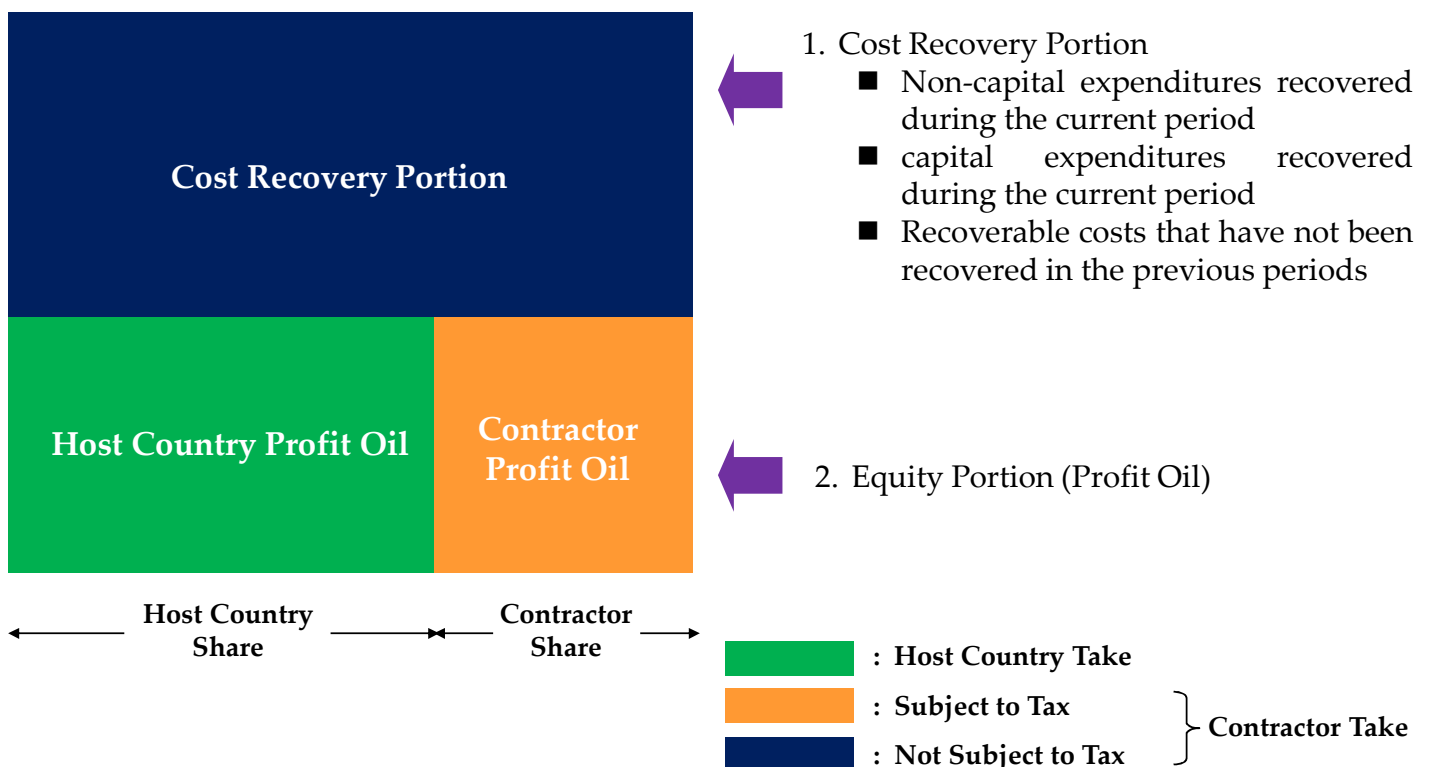 Cost Recovery Portion
Host Country Profit Oil
Contractor
Profit Oil
1. Cost Recovery Portion
■ Non-capital expenditures recovered
during the current period
■ capital expenditures recovered
during the current period
■ Recoverable costs that have not been
recovered in the previous periods
2. Equity Portion (Profit Oil)
Host Country
Share
Contractor
Share
: Host Country Take
: Subject to Tax
: Not Subject to Tax
Contractor Take